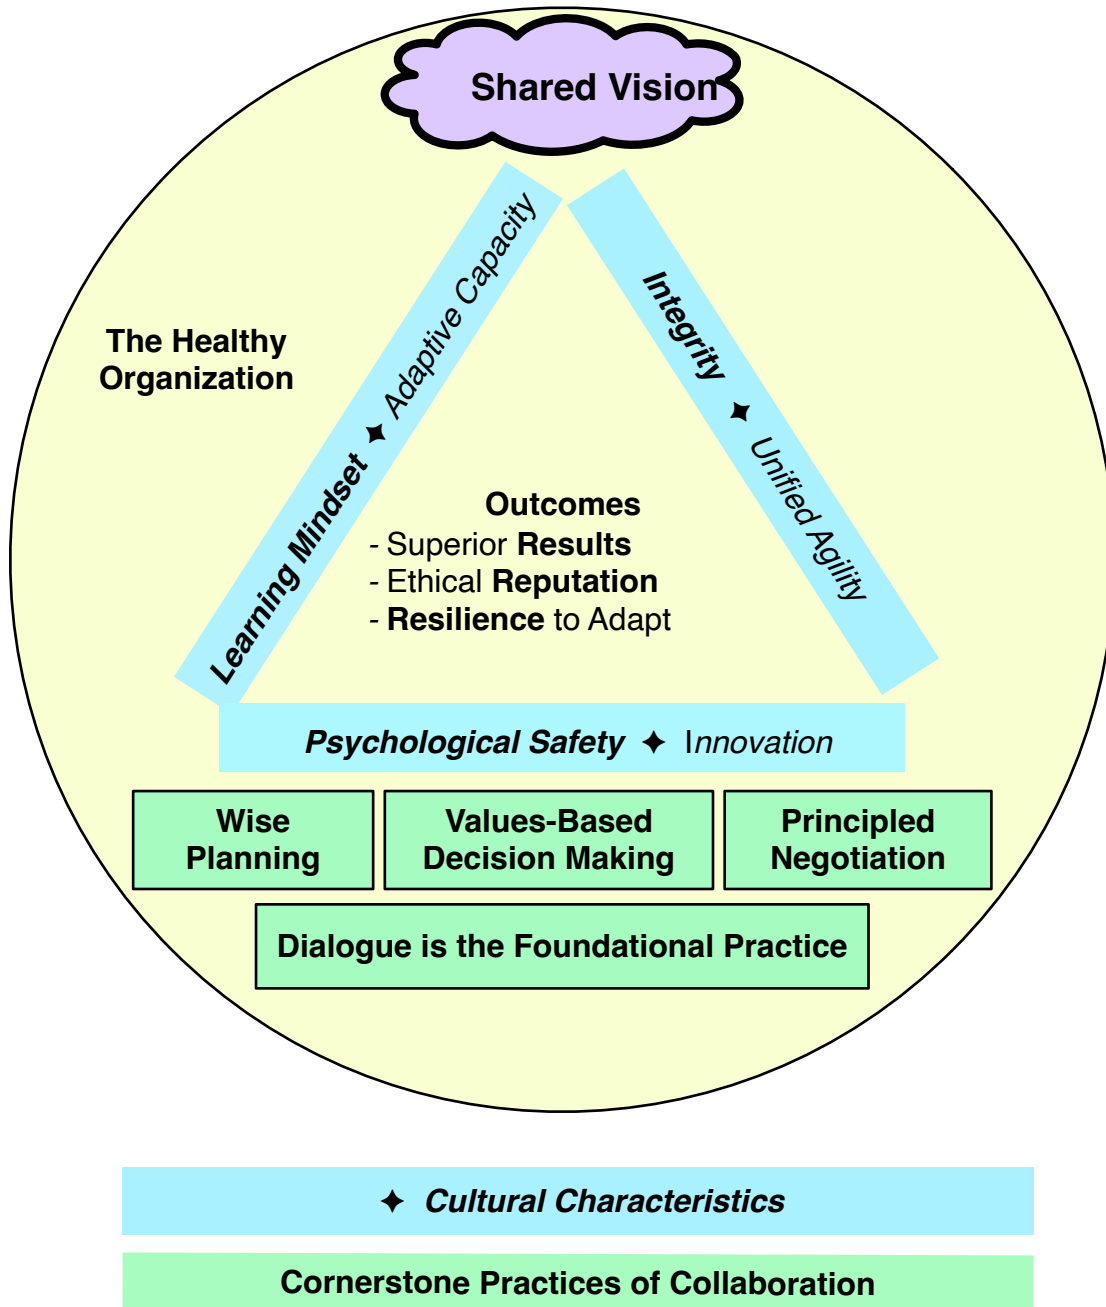 Shared Vision
Learning Mindset ✦ Adaptive Capacity
Integrity ✦ Unified Agility
The Healthy
Organization
Outcomes
- Superior Results
- Ethical Reputation
- Resilience to Adapt
Psychological Safety ✦ Innovation
Wise
Planning
Values-Based
Decision Making
Principled
Negotiation
Dialogue is the Foundational Practice
✦ Cultural Characteristics
Cornerstone Practices of Collaboration